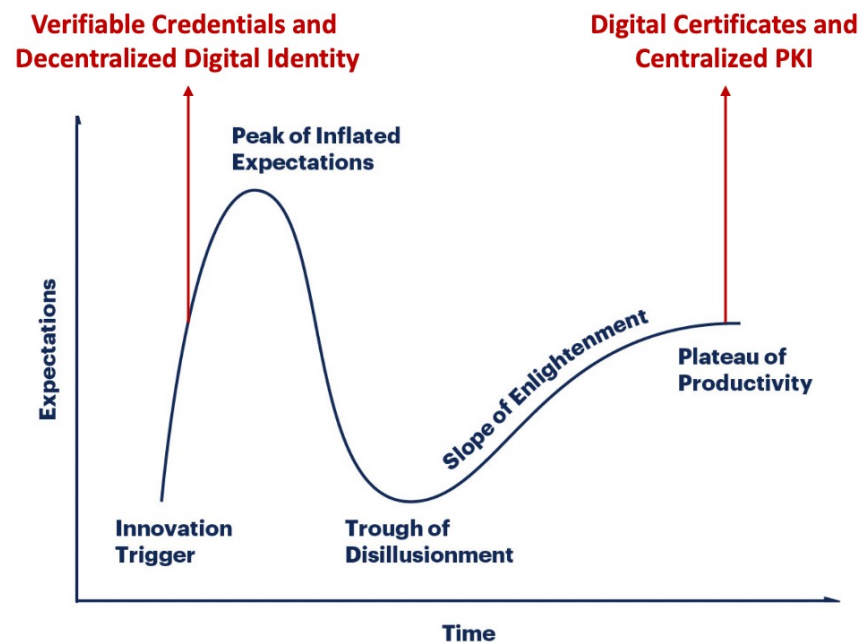 Verifiable Credentials and
Decentralized Digital Identity
Digital Certificates and
Centralized PKI
Peak of Inflated
Expectations
Expectations
Slope of Enlightenment
Plateau of
Productivity
Innovation
Trigger
Trough of
Disillusionment
Time